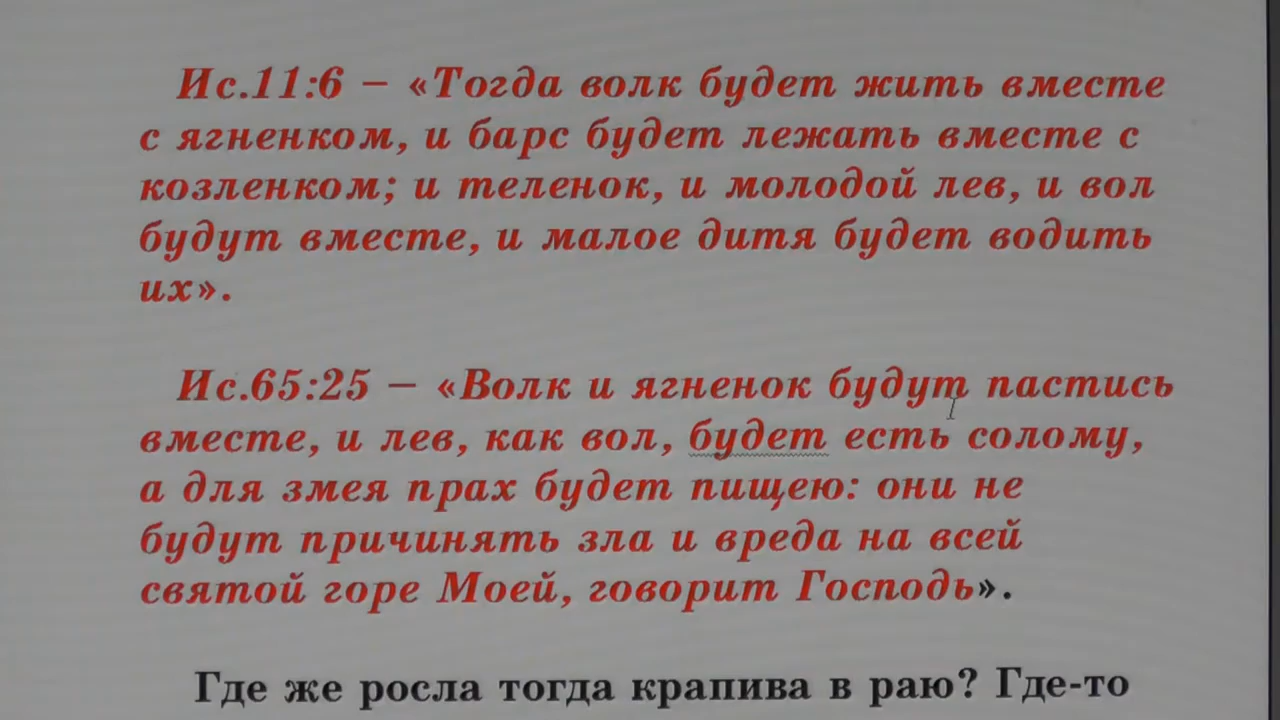 Ис.11:6 – «Тогда волк будет жить вместе
с ягненком, и барс будет лежать вместе с
козленком; и теленок, и молодой лев, и вол
будут вместе, и малое дитя будет водить
их».
Ис.65:25 – «Волк и ягненок будут пастись
вместе, и лев, как вол, будет есть солому,
а для змея прах будет пищею: они не
будут причинять зла и вреда на всей
святой горе Моей, говорит Господь».
Где же росла тогда крапива в раю? Где-то